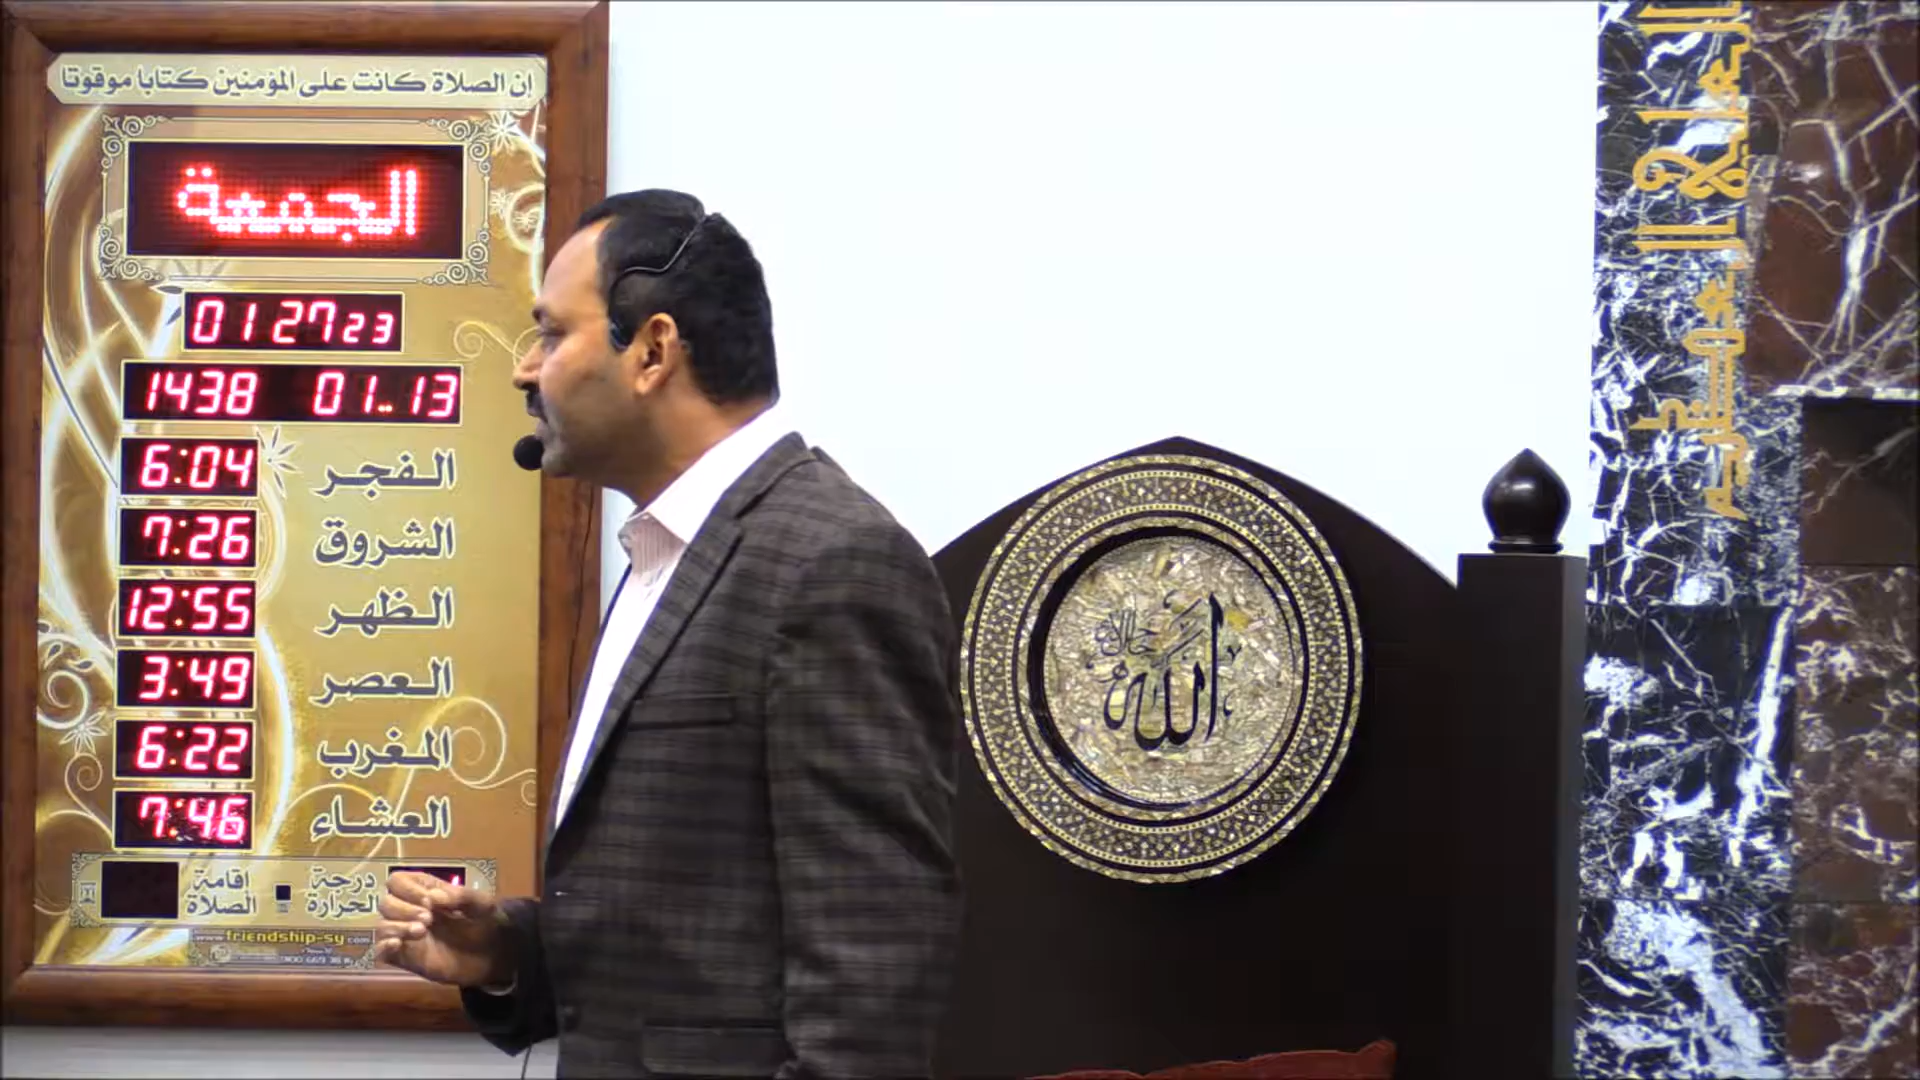 إن الصلاة كانت على المؤمنين كتابا موقوتا
الجمعة
01 27 23
1438 01..13
6:04 الفجر
7:26 الشروق
12:55 الظهر
3:49 العصر
6:22 المغرب
7:46 العشاء
اقامة الصلاة
درجة الحرارة
www.friendship-sy.com
الله جل جلاله
العلي العظيم